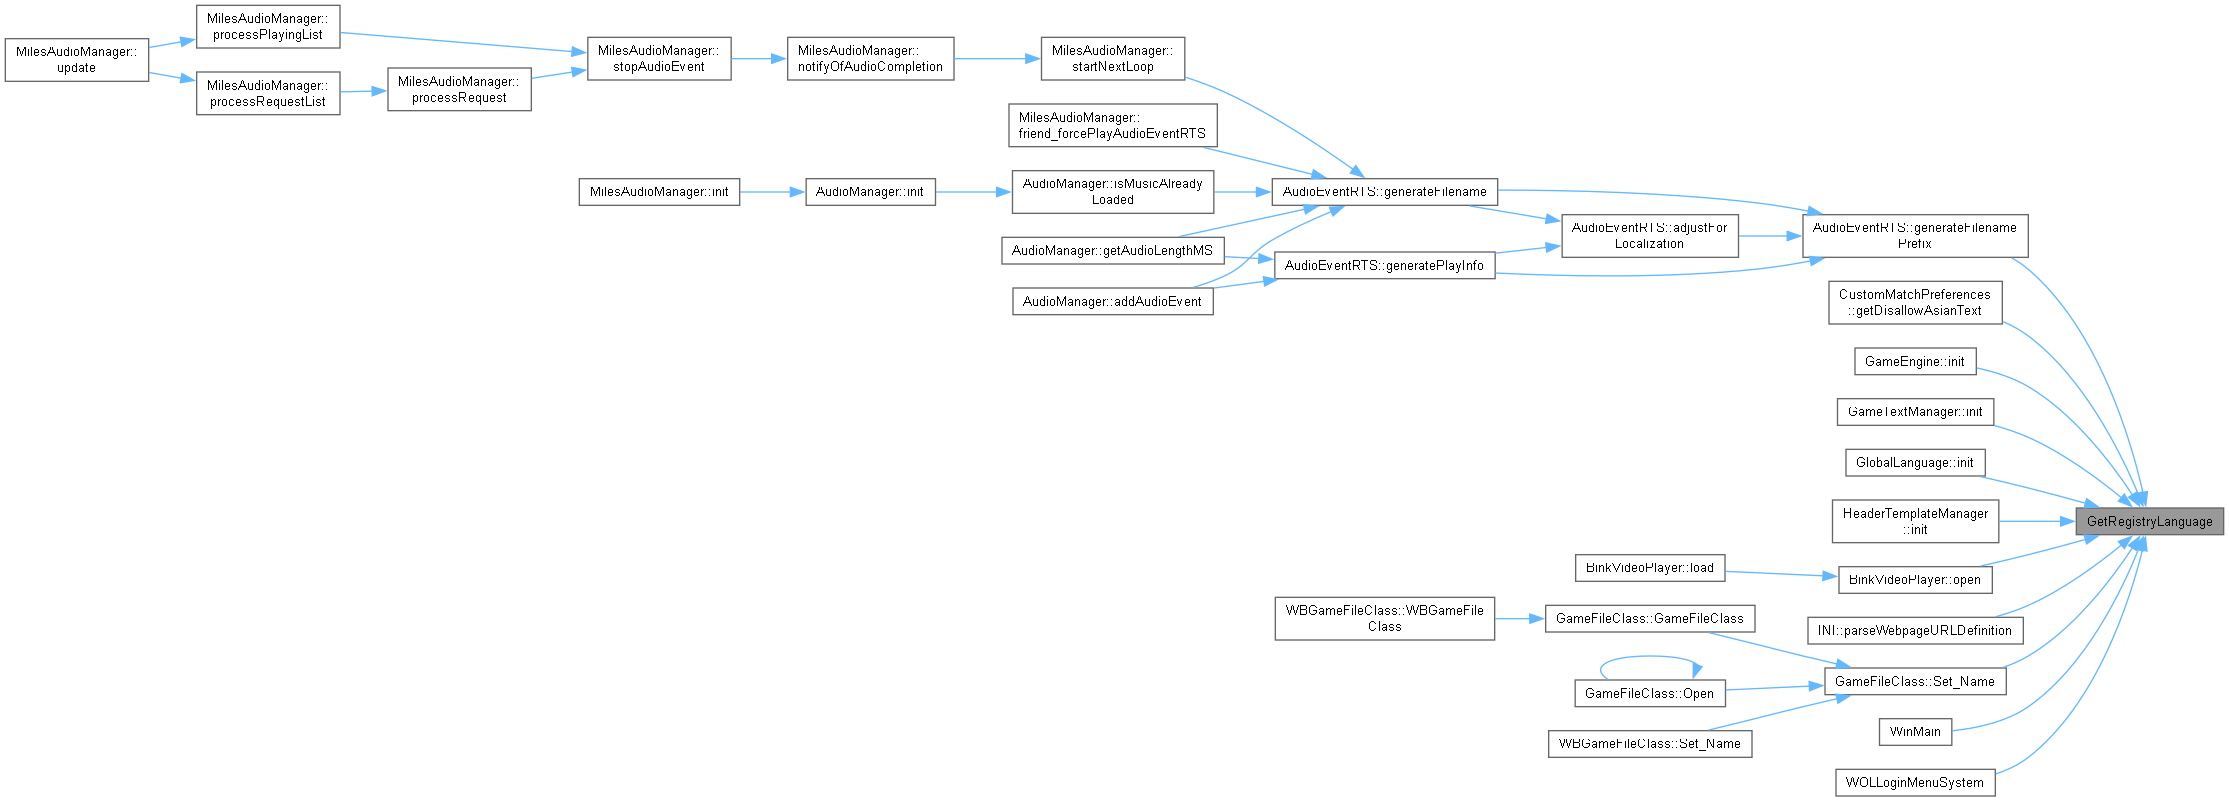 MilesAudioManager::
update
MilesAudioManager::
processPlayingList
MilesAudioManager::
processRequestList
MilesAudioManager::
processRequest
MilesAudioManager::
stopAudioEvent
MilesAudioManager::
notifyOfAudioCompletion
MilesAudioManager::
startNextLoop
MilesAudioManager::
friend_forcePlayAudioEventRTS
MilesAudioManager::init
AudioManager::init
AudioManager::isMusicAlready
Loaded
AudioManager::getAudioLengthMS
AudioManager::addAudioEvent
AudioEventRTS::generateFilename
AudioEventRTS::generatePlayInfo
AudioEventRTS::adjustFor
Localization
AudioEventRTS::generateFilename
Prefix
CustomMatchPreferences
::getDisallowAsianText
GameEngine::init
GameTextManager::init
GlobalLanguage::init
HeaderTemplateManager
::init
GetRegistryLanguage
BinkVideoPlayer::load
BinkVideoPlayer::open
WBGameFileClass::WBGameFile
Class
GameFileClass::GameFileClass
INI::parseWebpageURLDefinition
GameFileClass::Open
GameFileClass::Set_Name
WBGameFileClass::Set_Name
WinMain
WOLLoginMenuSystem